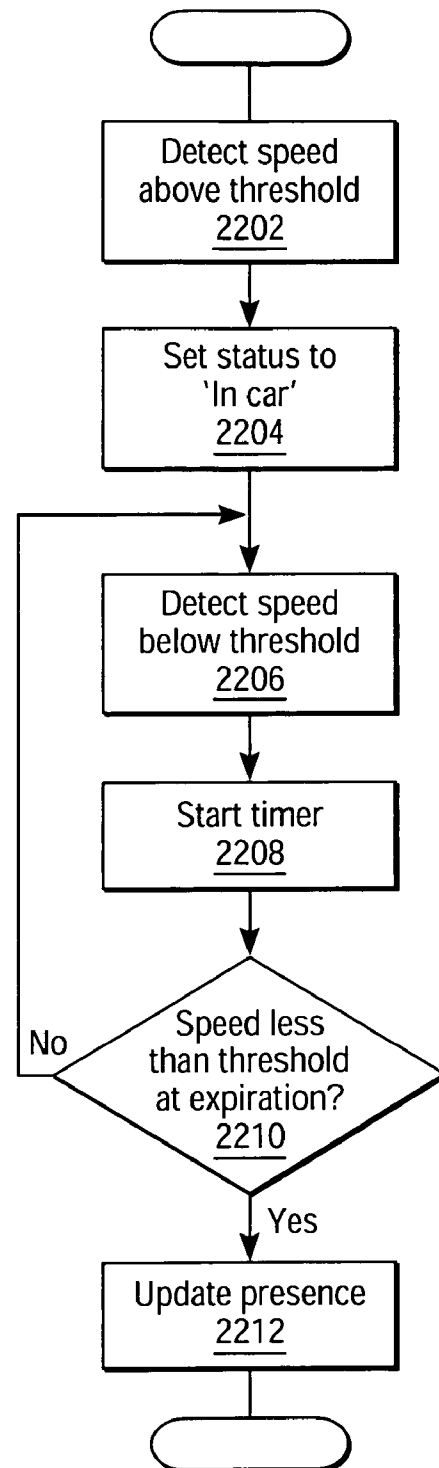 Detect speed
above threshold
2202
Set status to
‘In car’
2204
Detect speed
below threshold
2206
Start timer
2208
No
Speed less
than threshold
at expiration?
2210
Yes
Update presence
2212